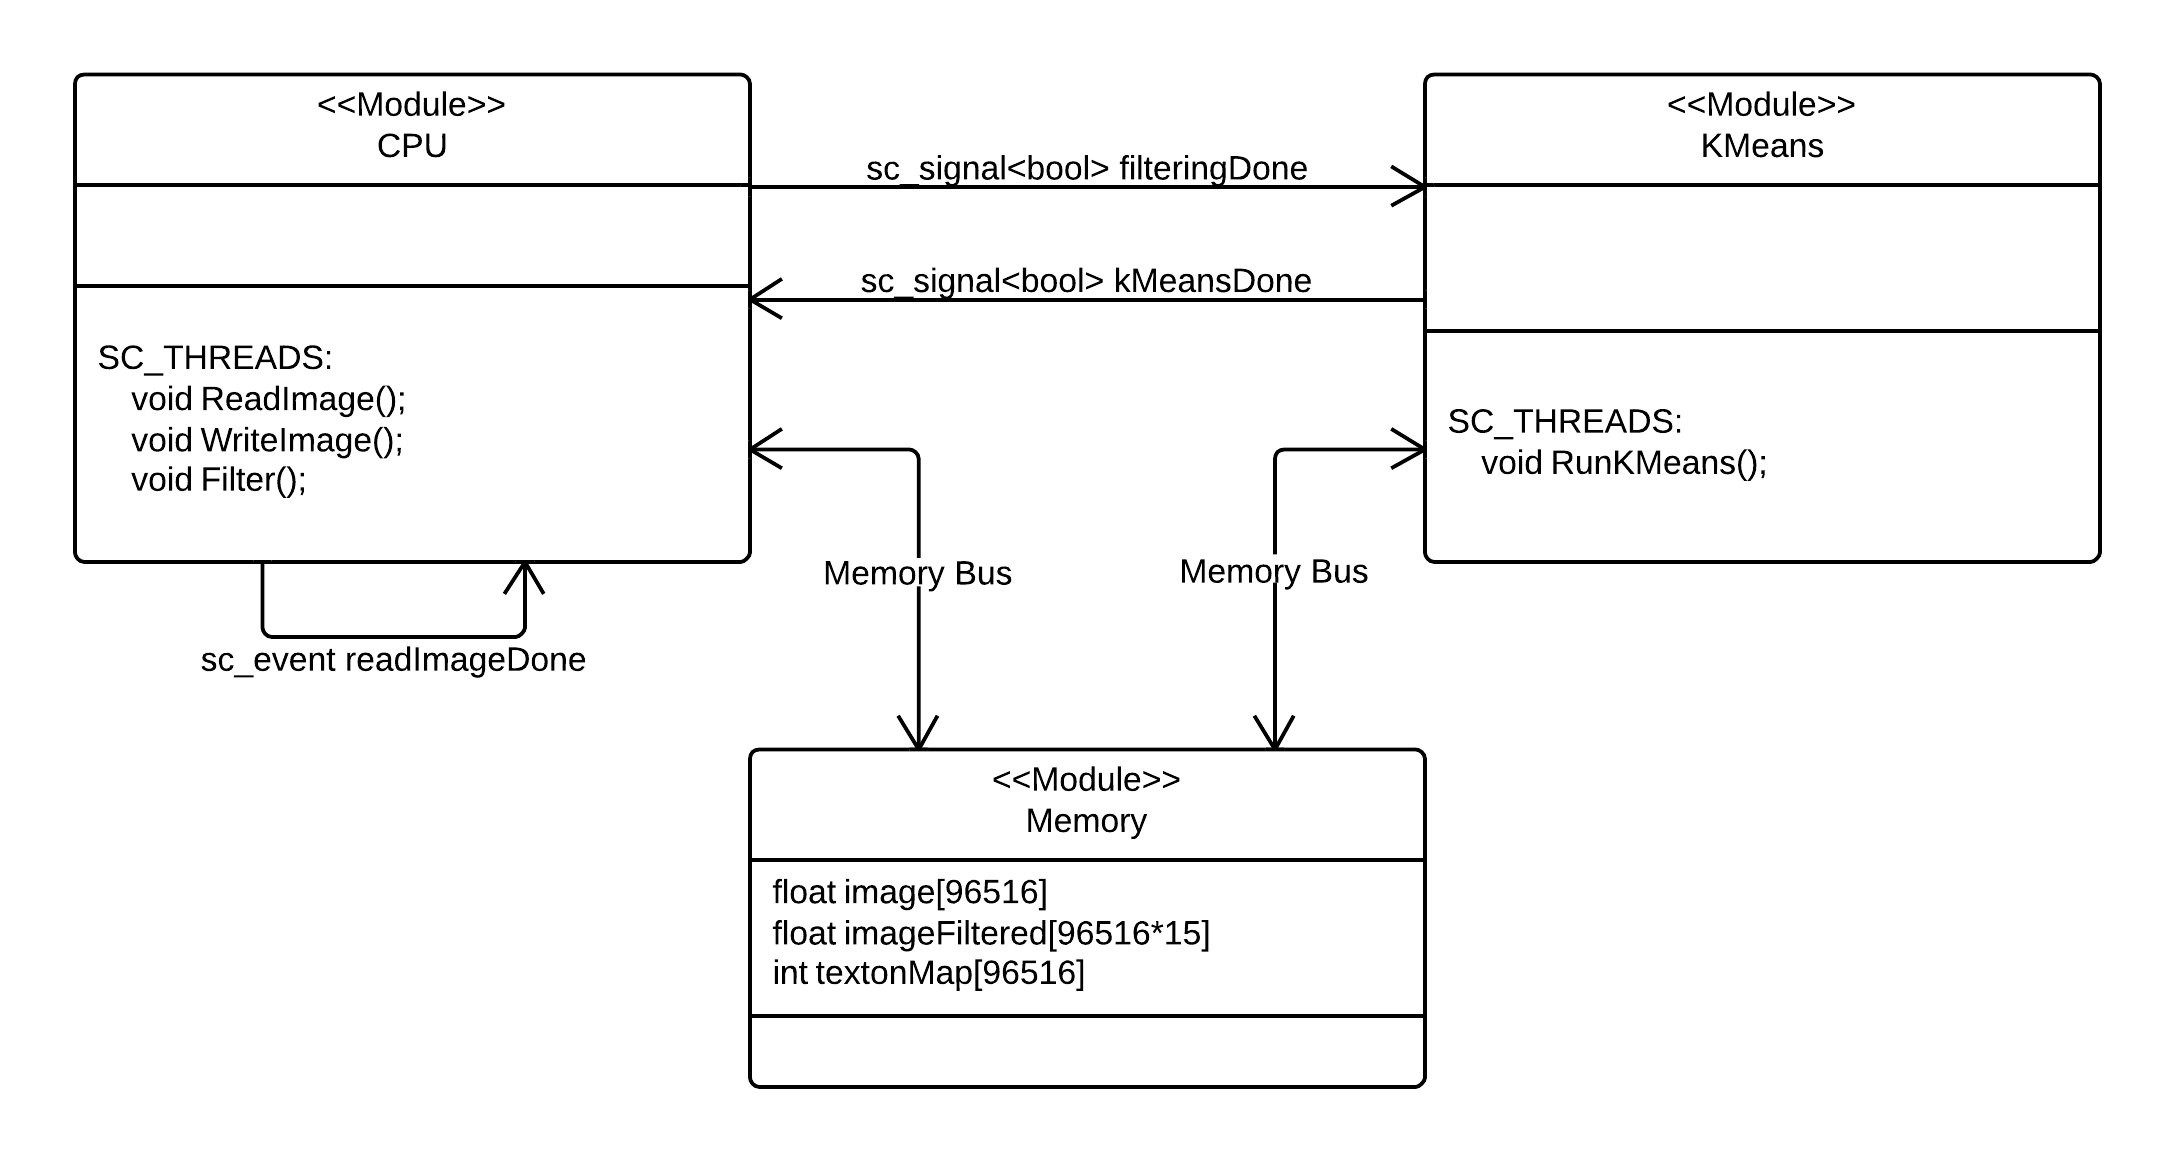 <<Module>>
CPU
SC_THREADS:
void ReadImage();
void WriteImage();
void Filter();
sc_event readImageDone
sc_signal<bool> filteringDone
sc_signal<bool> kMeansDone
<<Module>>
KMeans
SC_THREADS:
void RunKMeans();
Memory Bus
Memory Bus
<<Module>>
Memory
float image[96516]
float imageFiltered[96516*15]
int textonMap[96516]